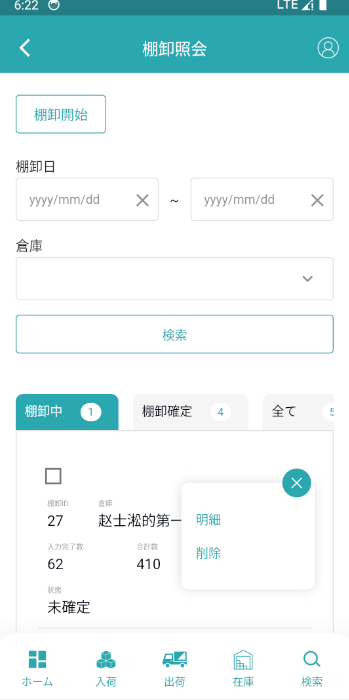 6:22 LTE
棚卸照会
棚卸開始
棚卸日
yyyy/mm/dd ~ yyyy/mm/dd
倉庫
検索
棚卸中 1 棚卸確定 4 全て 5
棚卸ID 倉庫
27 赵士淞的第一
明細
入力完了数 合計数
削除
62 410
状態
未確定
ホーム 入荷 出荷 在庫 検索